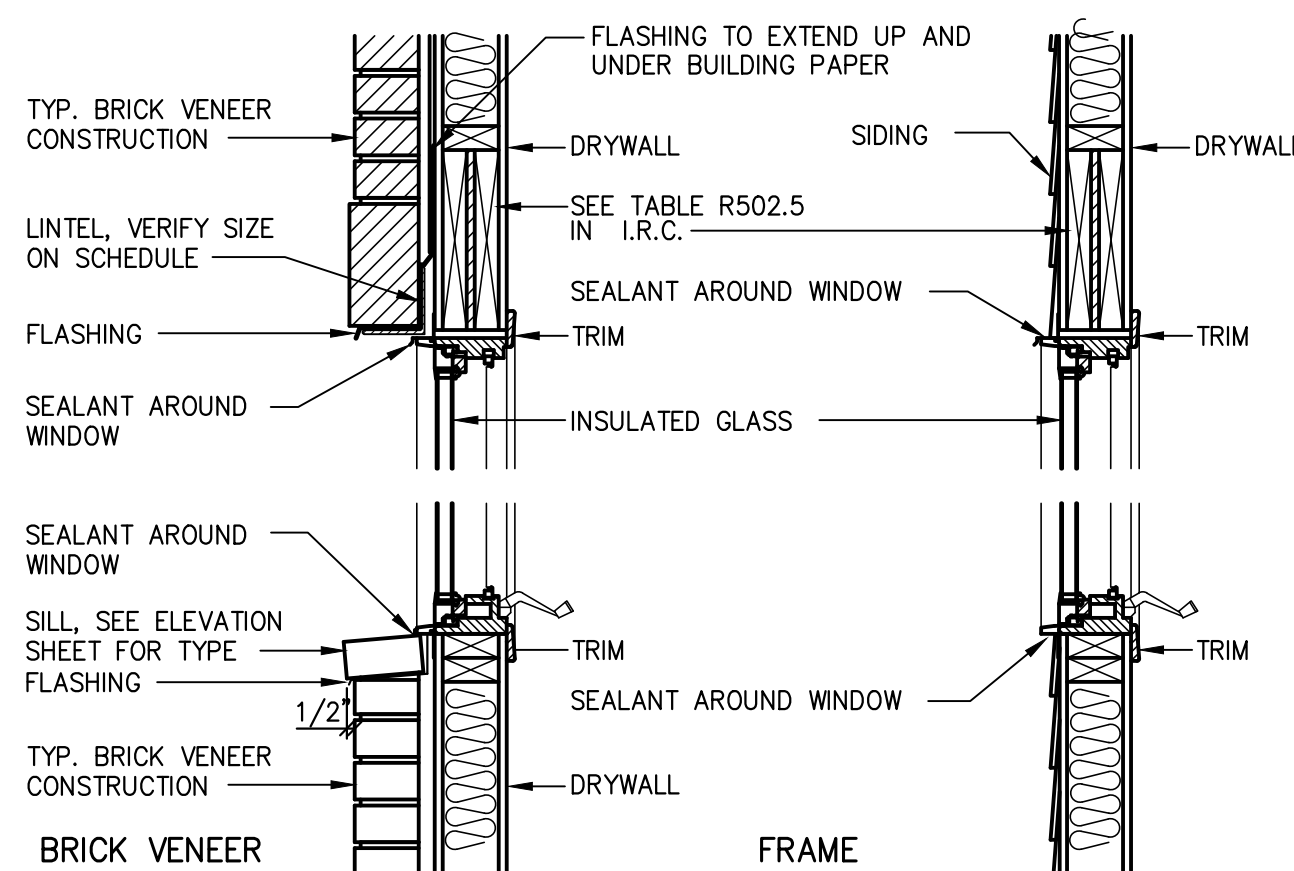 FLASHING TO EXTEND UP AND
UNDER BUILDING PAPER
TYP. BRICK VENEER
CONSTRUCTION
DRYWALL
SIDING
DRYWALL
SEE TABLE R502.5
IN I.R.C.
LINTEL, VERIFY SIZE
ON SCHEDULE
SEALANT AROUND WINDOW
FLASHING
TRIM
TRIM
SEALANT AROUND
WINDOW
INSULATED GLASS
SEALANT AROUND
WINDOW
SILL, SEE ELEVATION
SHEET FOR TYPE
TRIM
TRIM
FLASHING
SEALANT AROUND WINDOW
1/2"
TYP. BRICK VENEER
CONSTRUCTION
DRYWALL
BRICK VENEER
FRAME